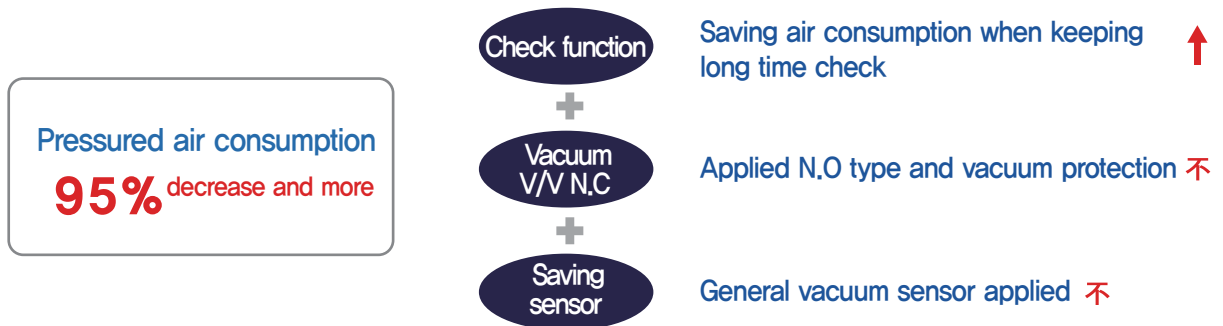 Pressured air consumption
95% decrease and more
Check function
Saving air consumption when keeping
long time check
Vacuum
V/V N.C
Applied N.O type and vacuum protection 不
Saving
sensor
General vacuum sensor applied 不